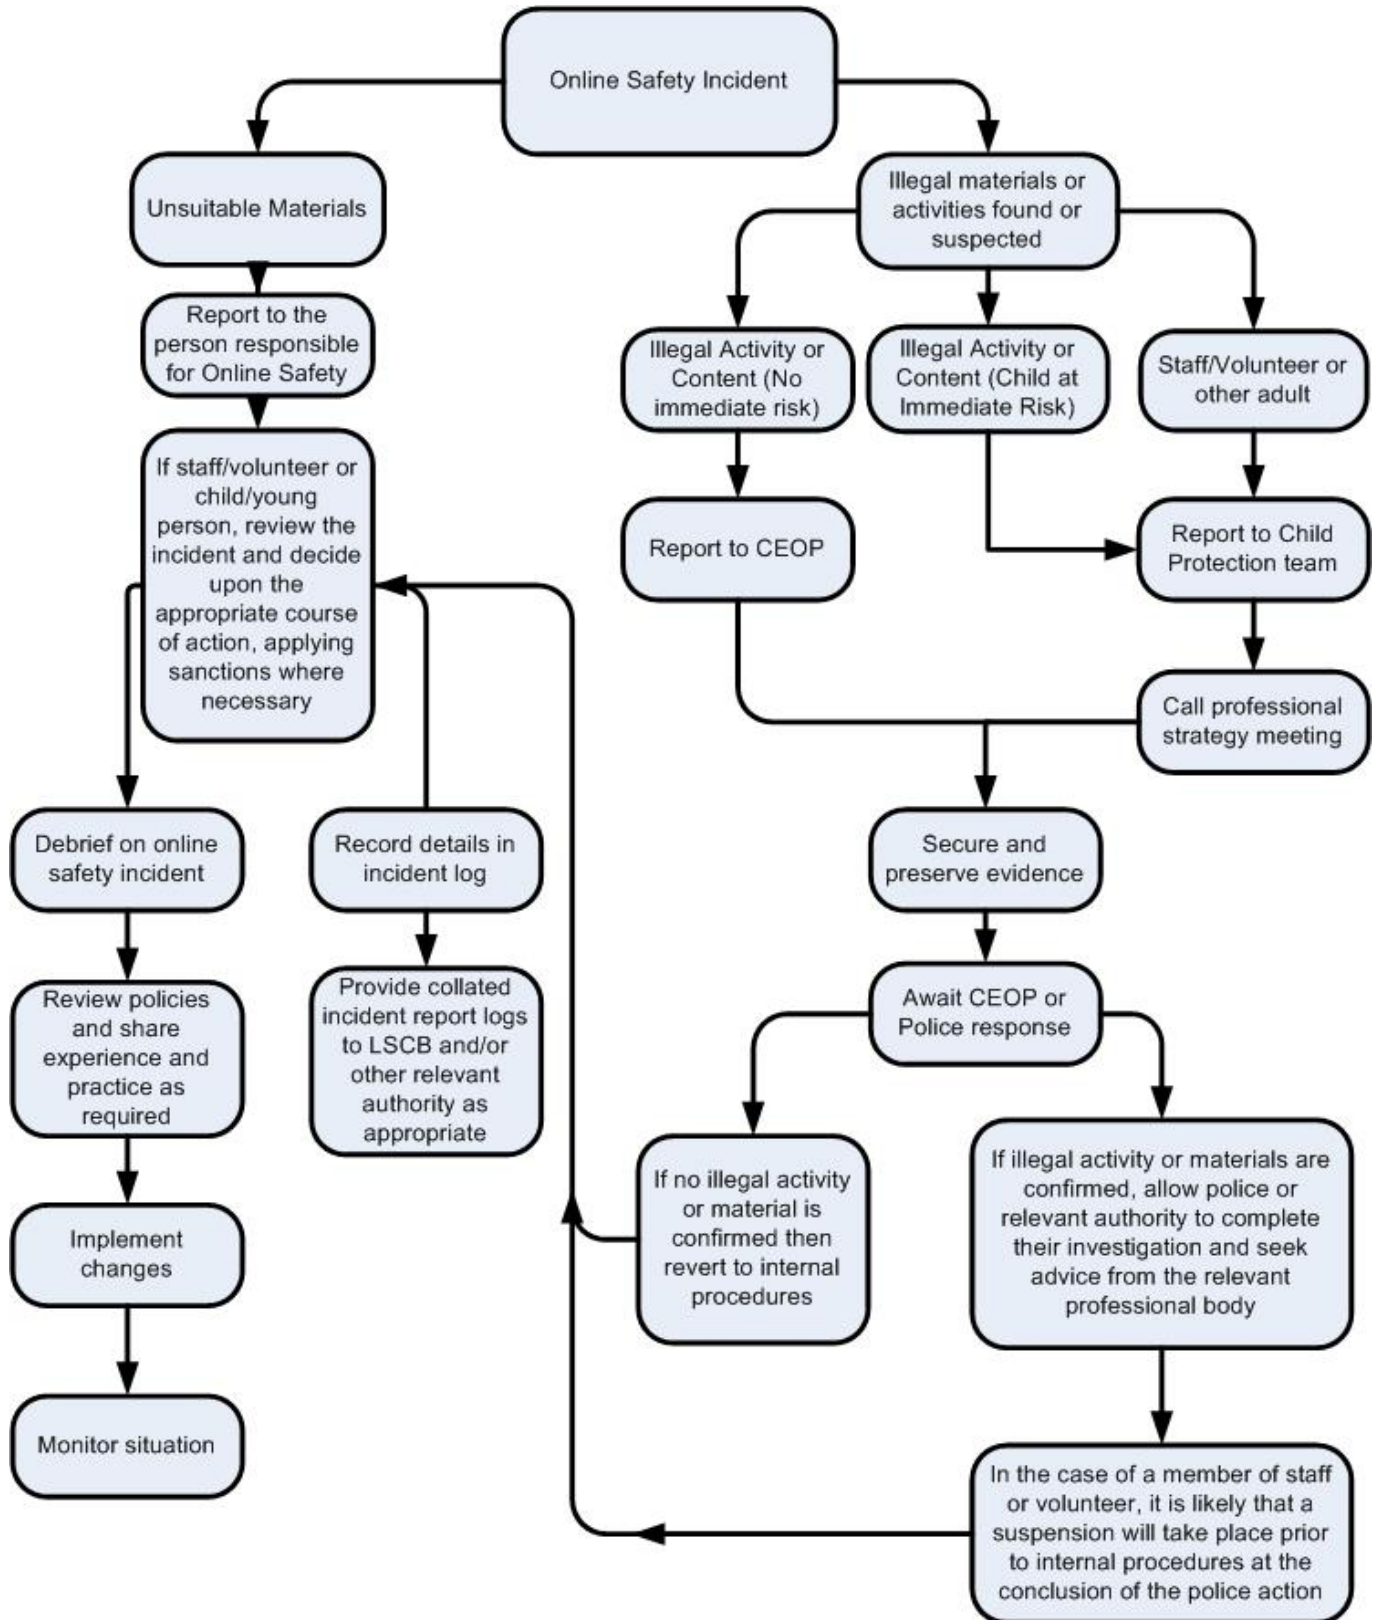 Online Safety Incident
Unsuitable Materials
Report to the
person responsible
for Online Safety
If staff/volunteer or
child/young
person, review the
incident and decide
upon the
appropriate course
of action, applying
sanctions where
necessary
Debrief on online
safety incident
Review policies
and share
experience and
practice as
required
Implement
changes
Monitor situation
Record details in
incident log
Provide collated
incident report logs
to LSCB and/or
other relevant
authority as
appropriate
Illegal materials or
activities found or
suspected
Illegal Activity or
Content (No
immediate risk)
Illegal Activity or
Content (Child at
Immediate Risk)
Staff/Volunteer or
other adult
Report to CEOP
Report to Child
Protection team
Call professional
strategy meeting
Secure and
preserve evidence
Await CEOP or
Police response
If no illegal activity
or material is
confirmed then
revert to internal
procedures
If illegal activity or materials are
confirmed, allow police or
relevant authority to complete
their investigation and seek
advice from the relevant
professional body
In the case of a member of staff
or volunteer, it is likely that a
suspension will take place prior
to internal procedures at the
conclusion of the police action